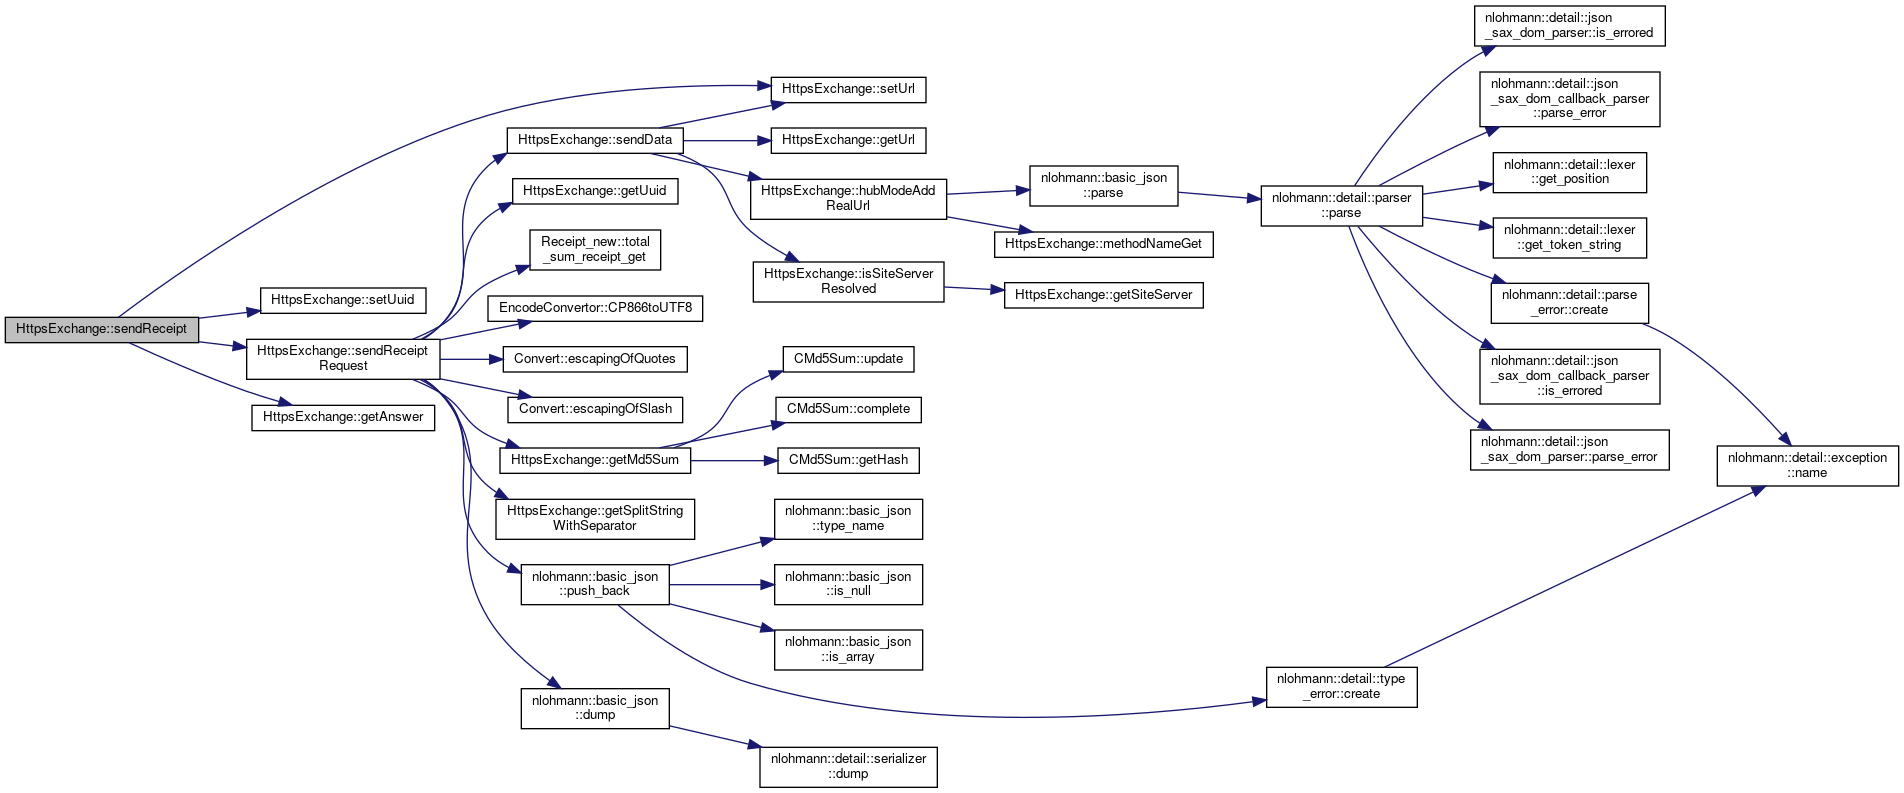 HttpsExchange::sendReceipt
HttpsExchange::setUuid
HttpsExchange::sendReceipt
Request
HttpsExchange::getAnswer
HttpsExchange::sendData
HttpsExchange::getUuid
Receipt_new::total
_sum_receipt_get
EncodeConvertor::CP866toUTF8
Convert::escapingOfQuotes
Convert::escapingOfSlash
HttpsExchange::getMd5Sum
HttpsExchange::getSplitString
WithSeparator
nlohmann::basic_json
::push_back
nlohmann::basic_json
::dump
HttpsExchange::setUrl
HttpsExchange::getUrl
HttpsExchange::hubModeAdd
RealUrl
HttpsExchange::isSiteServer
Resolved
CMd5Sum::update
CMd5Sum::complete
CMd5Sum::getHash
nlohmann::basic_json
::type_name
nlohmann::basic_json
::is_null
nlohmann::basic_json
::is_array
nlohmann::detail::serializer
::dump
nlohmann::basic_json
::parse
HttpsExchange::methodNameGet
HttpsExchange::getSiteServer
nlohmann::detail::parser
::parse
nlohmann::detail::type
_error::create
nlohmann::detail::json
_sax_dom_parser::is_errored
nlohmann::detail::json
_sax_dom_callback_parser
::parse_error
nlohmann::detail::lexer
::get_position
nlohmann::detail::lexer
::get_token_string
nlohmann::detail::parse
_error::create
nlohmann::detail::json
_sax_dom_callback_parser
::is_errored
nlohmann::detail::json
_sax_dom_parser::parse_error
nlohmann::detail::exception
::name